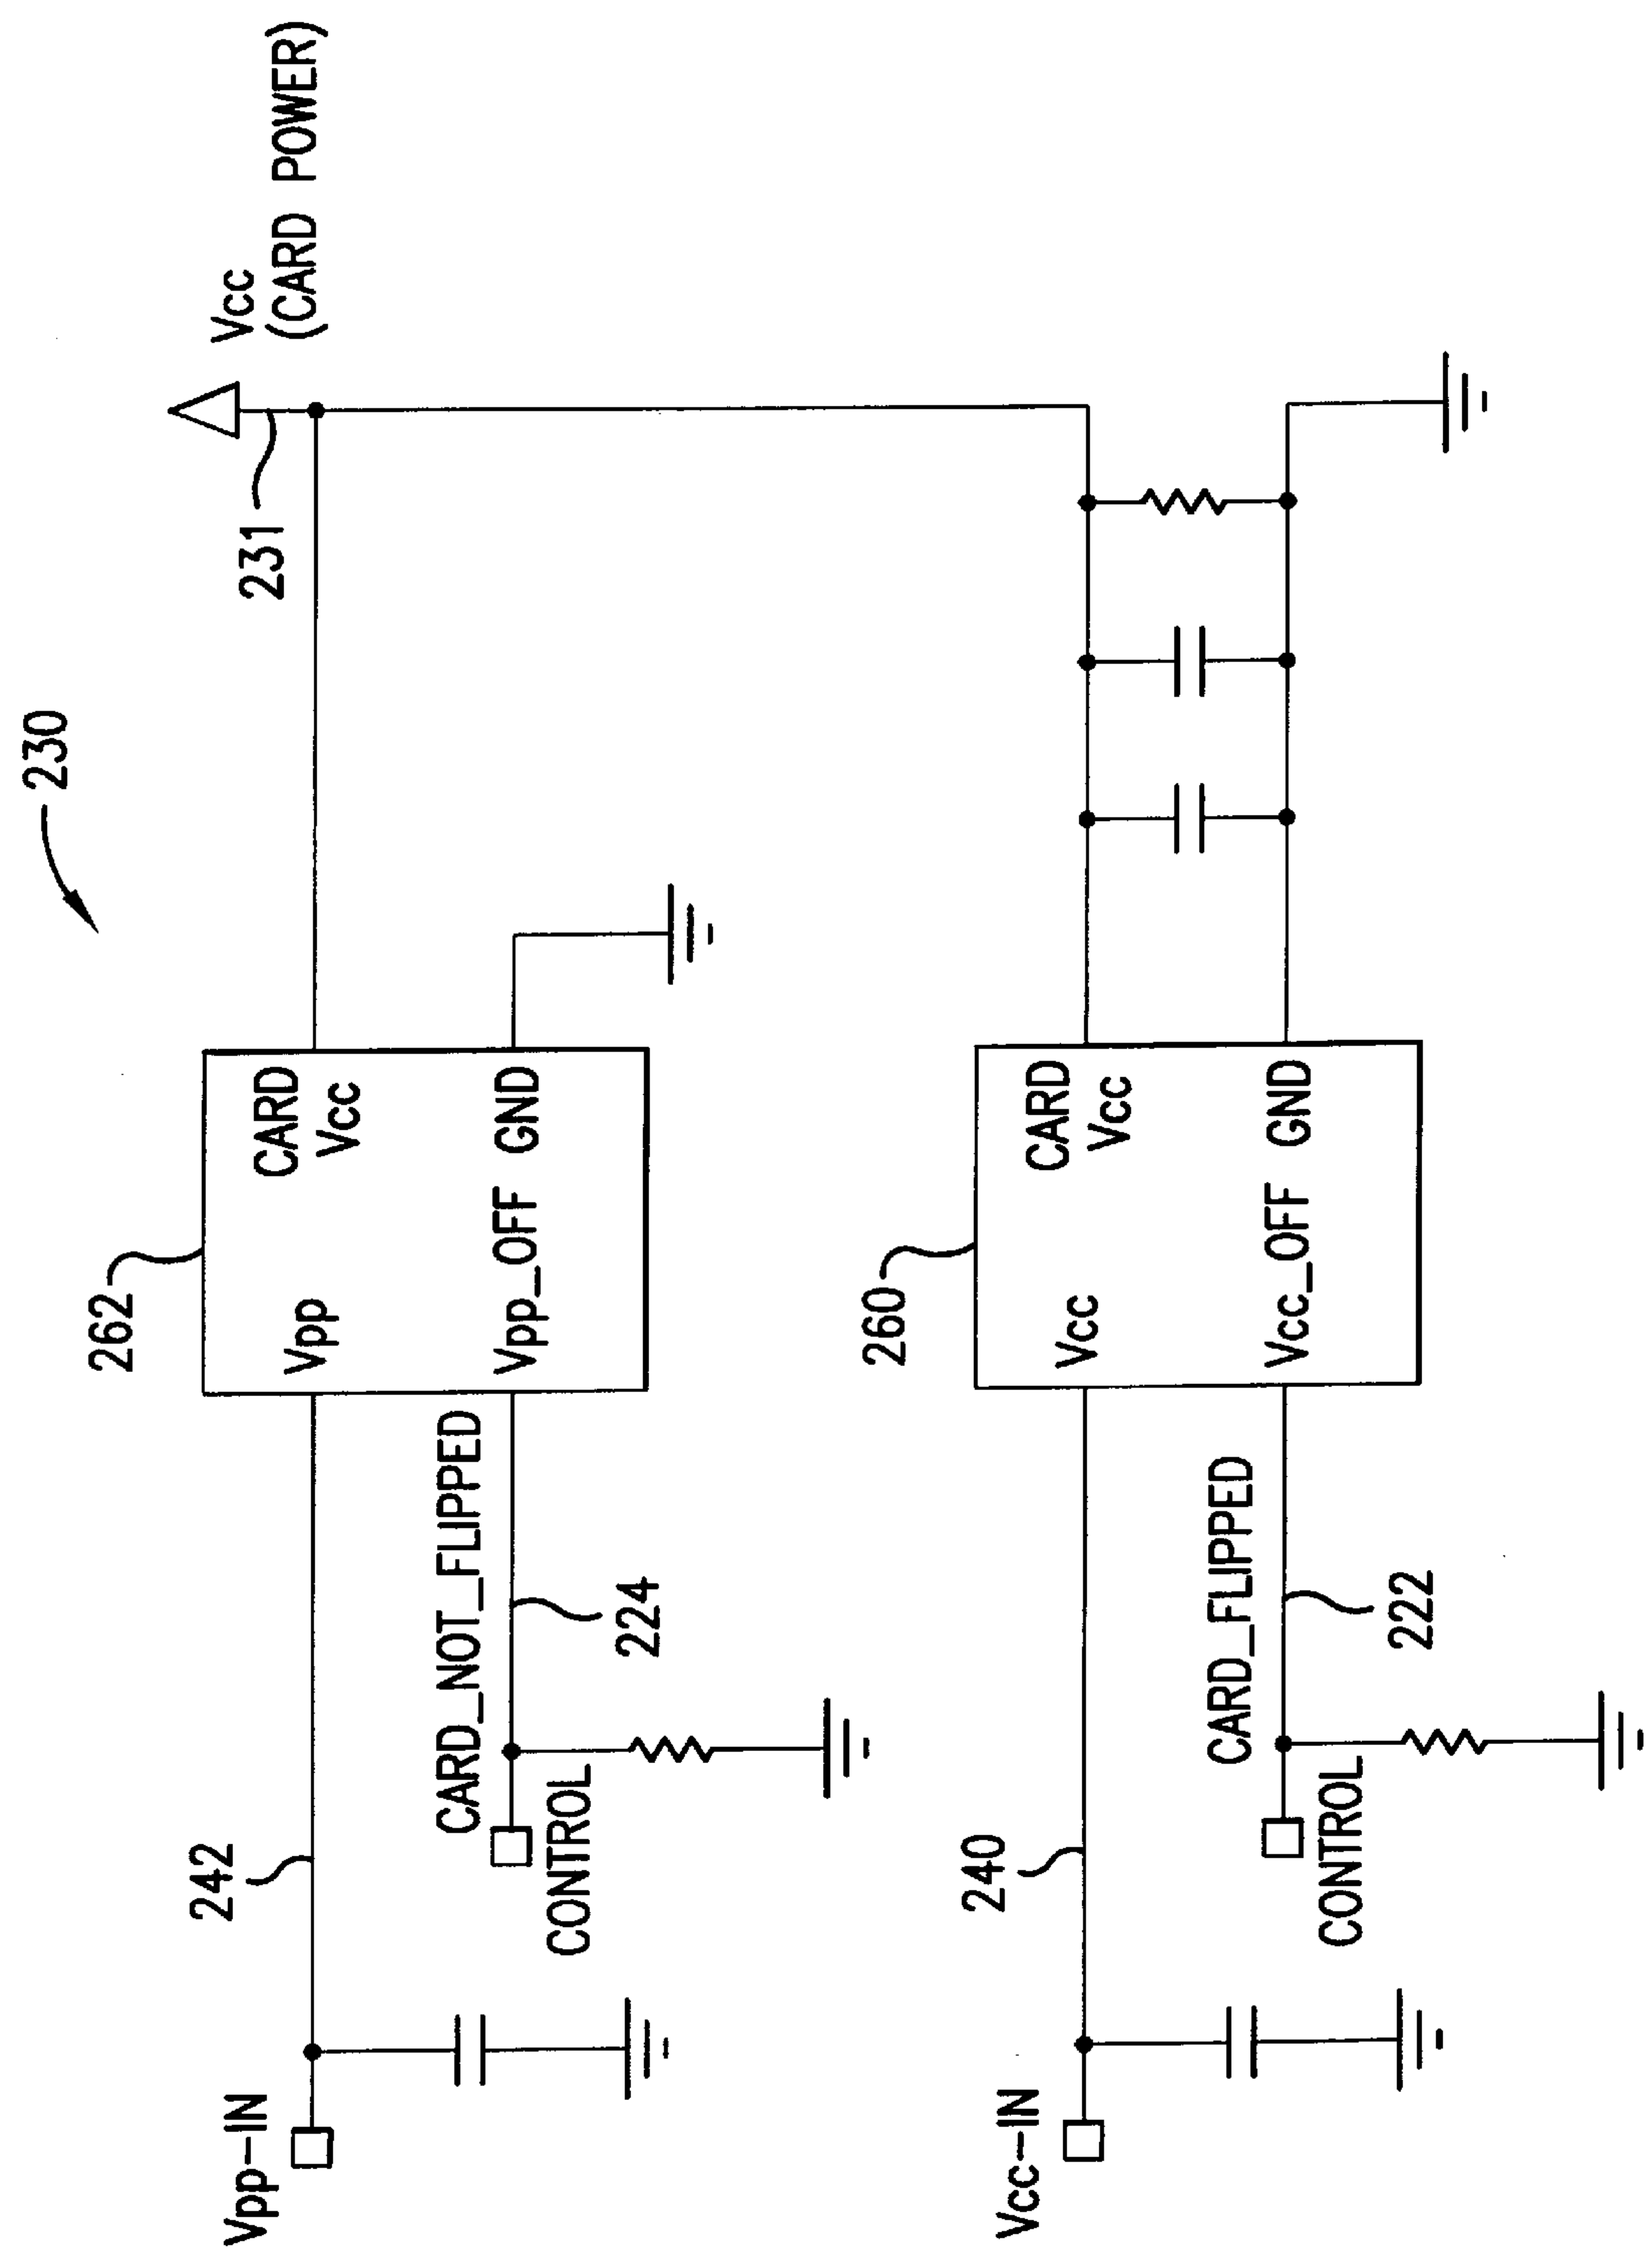 230
Vcc
(CARD POWER)
231
262
Vpp-IN
242
Vpp
CARD
Vcc
CARD_NOT_FLIPPED
Vpp_OFF GND
CONTROL
224
260
Vcc-IN
240
Vcc
CARD
Vcc
CARD_FLIPPED
Vcc_OFF GND
CONTROL
222